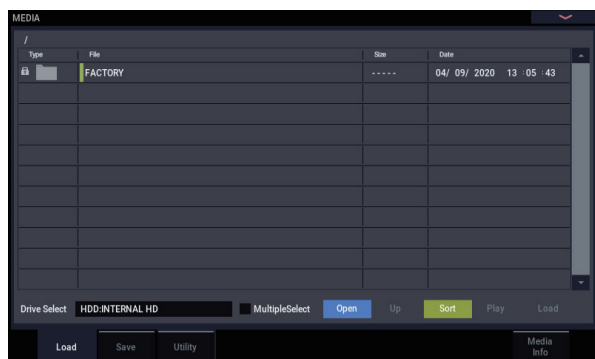 MEDIA
/
Type File Size Date
FACTORY ----- 04/ 09/ 2020 13 :05 :43
Drive Select HDD:INTERNAL HD MultipleSelect Open Up Sort Play Load
Load Save Utility Media Info